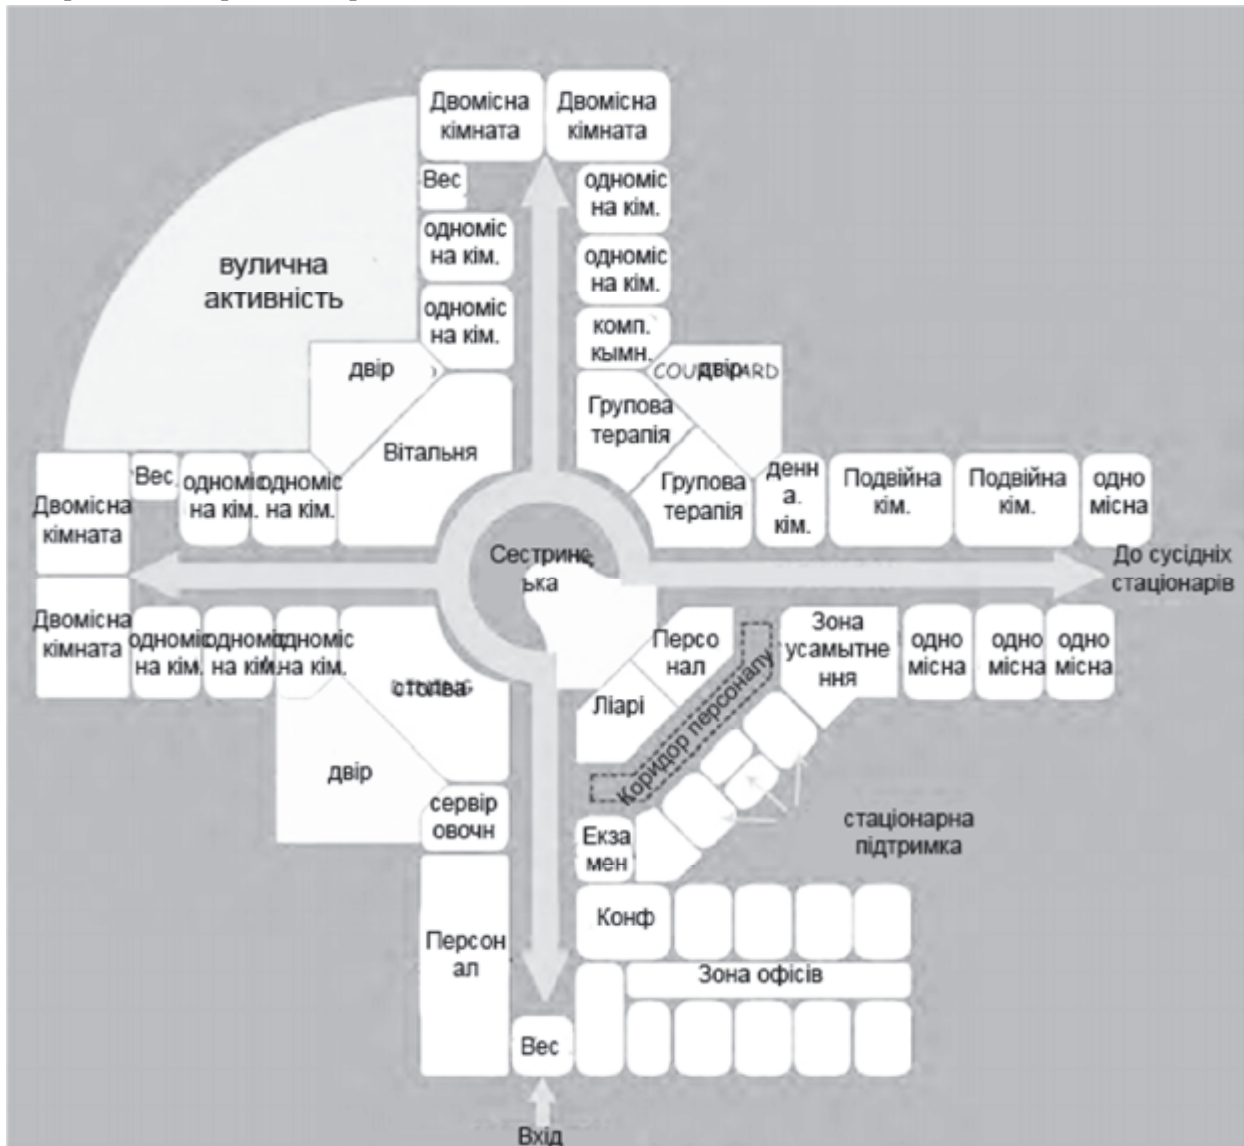 Двомісна
кімната
Двомісна
кімната
Вес
одноміс
на кім.
одноміс
на кім.
одноміс
на кім.
одноміс
на кім.
вулична
активність
комп.
кымн.
двір
двір
Групова
терапія
Вітальня
Групова
терапія
денн
а.
кім.
Подвійна
кім.
Подвійна
кім.
одно
місна
Двомісна
кімната
Вес
одноміс
на кім.
одноміс
на кім.
Сестринс
ька
До сусідніх
стаціонарів
Двомісна
кімната
одноміс
на кім.
одноміс
на кім.
одноміс
на кім.
Персо
нал
Зона
усамытне
ння
одно
місна
одно
місна
одно
місна
Ліарі
Коридор персоналу
двір
сервір
овочн
Екза
мен
стаціонарна
підтримка
Персон
ал
Конф
Зона офісів
Вес
Вхід